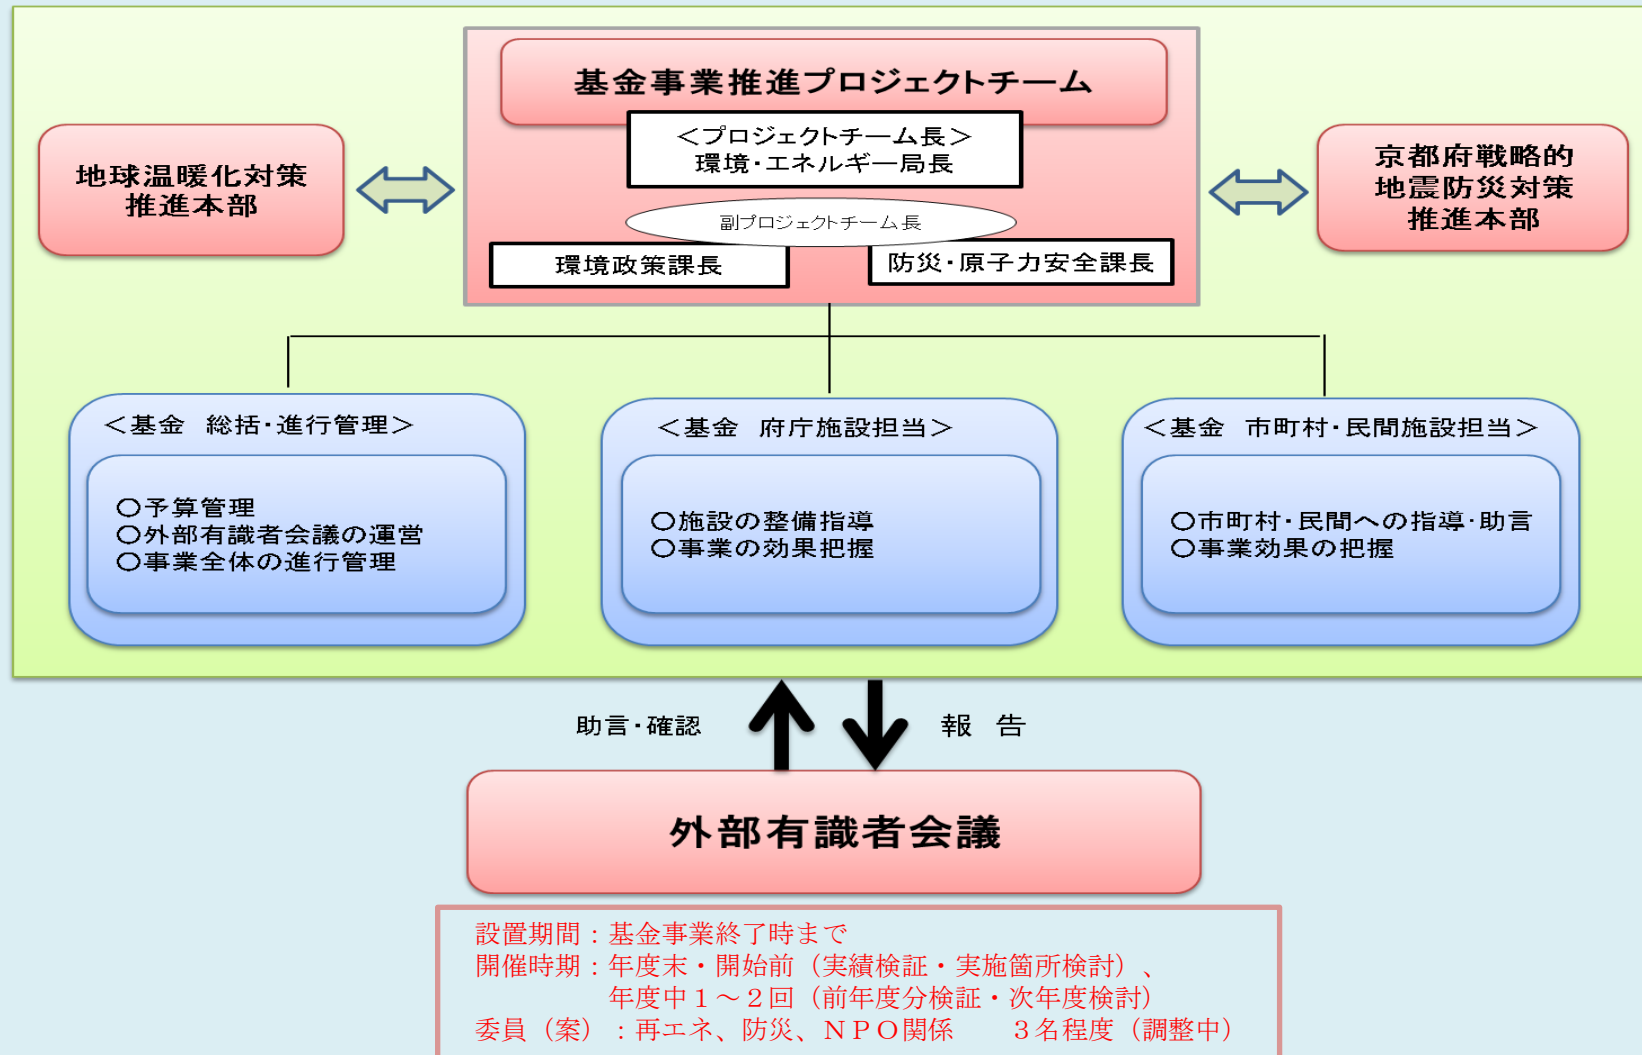 基金事業推進プロジェクトチーム
＜プロジェクトチーム長＞
環境・エネルギー局長
副プロジェクトチーム長
環境政策課長
防災・原子力安全課長
地球温暖化対策
推進本部
京都府戦略的
地震防災対策
推進本部
＜基金　総括・進行管理＞
○予算管理
○外部有識者会議の運営
○事業全体の進行管理
＜基金　府庁施設担当＞
○施設の整備指導
○事業の効果把握
＜基金　市町村・民間施設担当＞
○市町村・民間への指導・助言
○事業効果の把握
助言・確認
報　告
外部有識者会議
設置期間：基金事業終了時まで
開催時期：年度末・開始前（実績検証・実施箇所検討）、
年度中１～２回（前年度分検証・次年度検討）
委員（案）：再エネ、防災、ＮＰＯ関係　　３名程度（調整中）